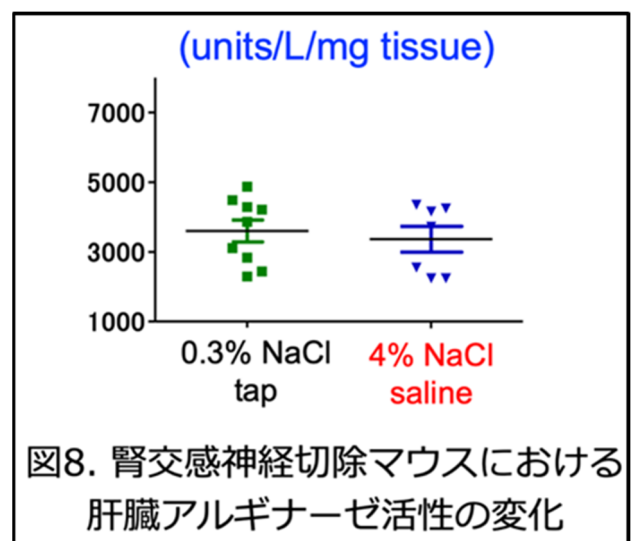 (units/L/mg tissue)
7000
5000
3000
1000
0.3% NaCl
tap
4% NaCl
saline
図8. 腎交感神経切除マウスにおける
肝臓アルギナーゼ活性の変化